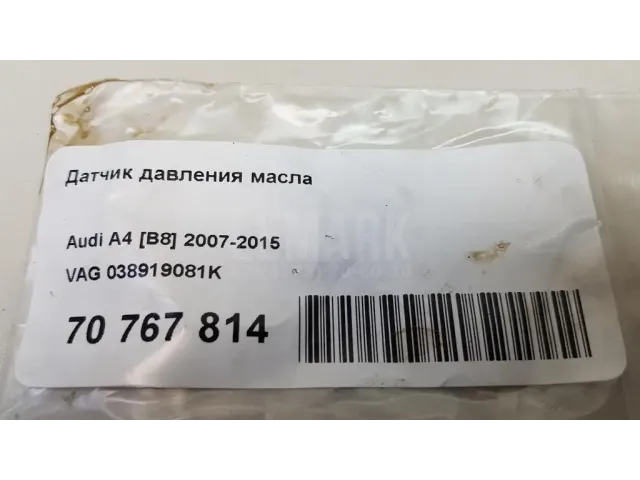 Датчик давления масла
Audi A4 [B8] 2007-2015
VAG 038919081K
70 767 814